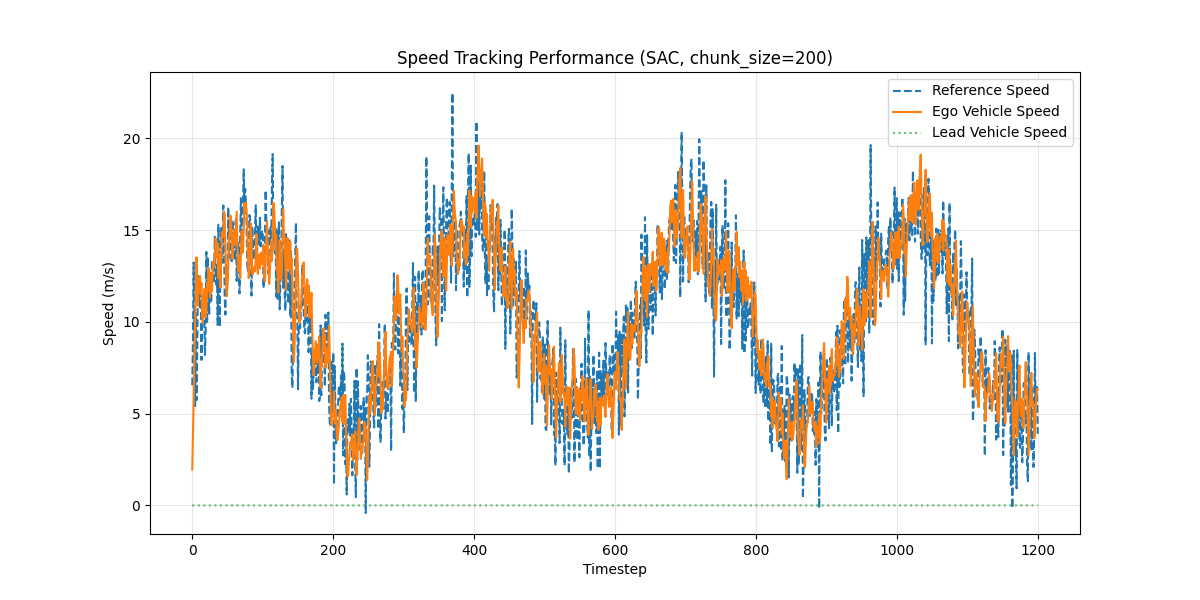 Speed Tracking Performance (SAC, chunk_size=200)
Reference Speed
Ego Vehicle Speed
Lead Vehicle Speed
Speed (m/s)
20
15
10
5
0
0 200 400 600 800 1000 1200
Timestep